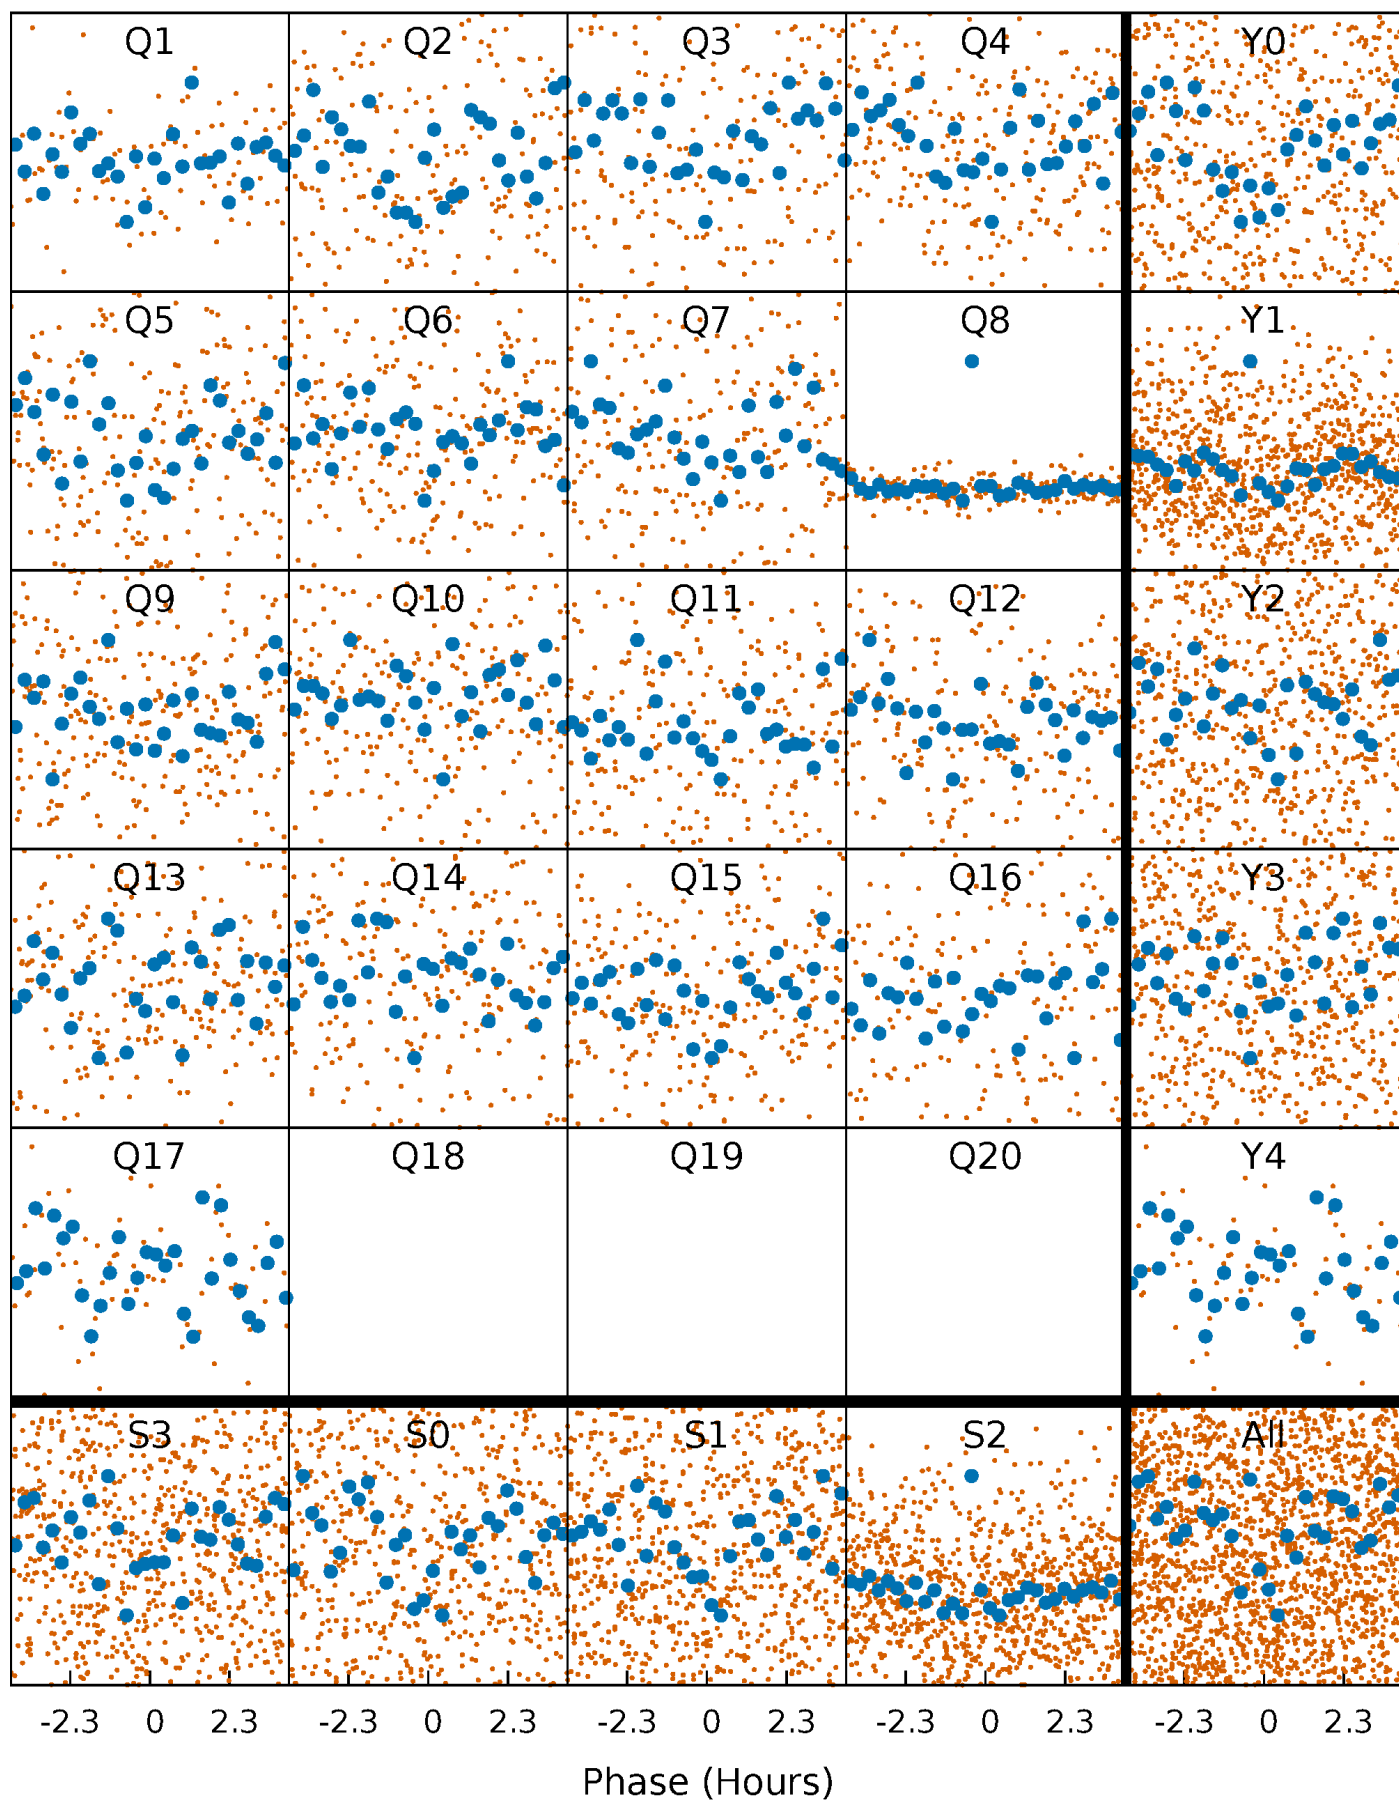 Q1 Q2 Q3 Q4 Y0
Q5 Q6 Q7 Q8 Y1
Q9 Q10 Q11 Q12 Y2
Q13 Q14 Q15 Q16 Y3
Q17 Q18 Q19 Q20 Y4
S3 S0 S1 S2 All
-2.3 0 2.3 -2.3 0 2.3 -2.3 0 2.3 -2.3 0 2.3 -2.3 0 2.3
Phase (Hours)